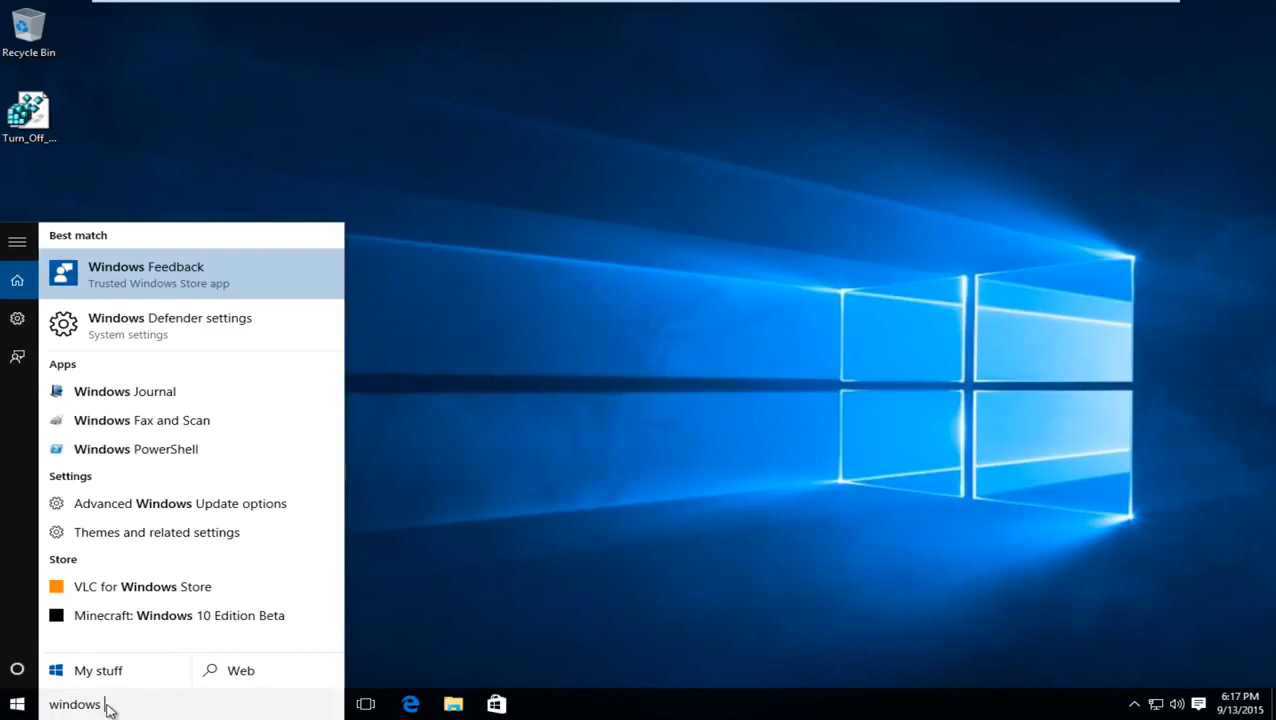 Recycle Bin
Turn_Off_...
Best match
Windows Feedback
Trusted Windows Store app
Windows Defender settings
System settings
Apps
Windows Journal
Windows Fax and Scan
Windows PowerShell
Settings
Advanced Windows Update options
Themes and related settings
Store
VLC for Windows Store
Minecraft: Windows 10 Edition Beta
My stuff
Web
windows
6:17 PM
9/13/2015